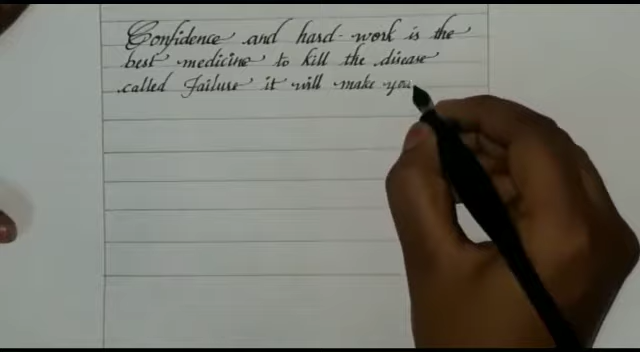 Confidence and hard work is the
best medicine to kill the disease
called Failure it will make you